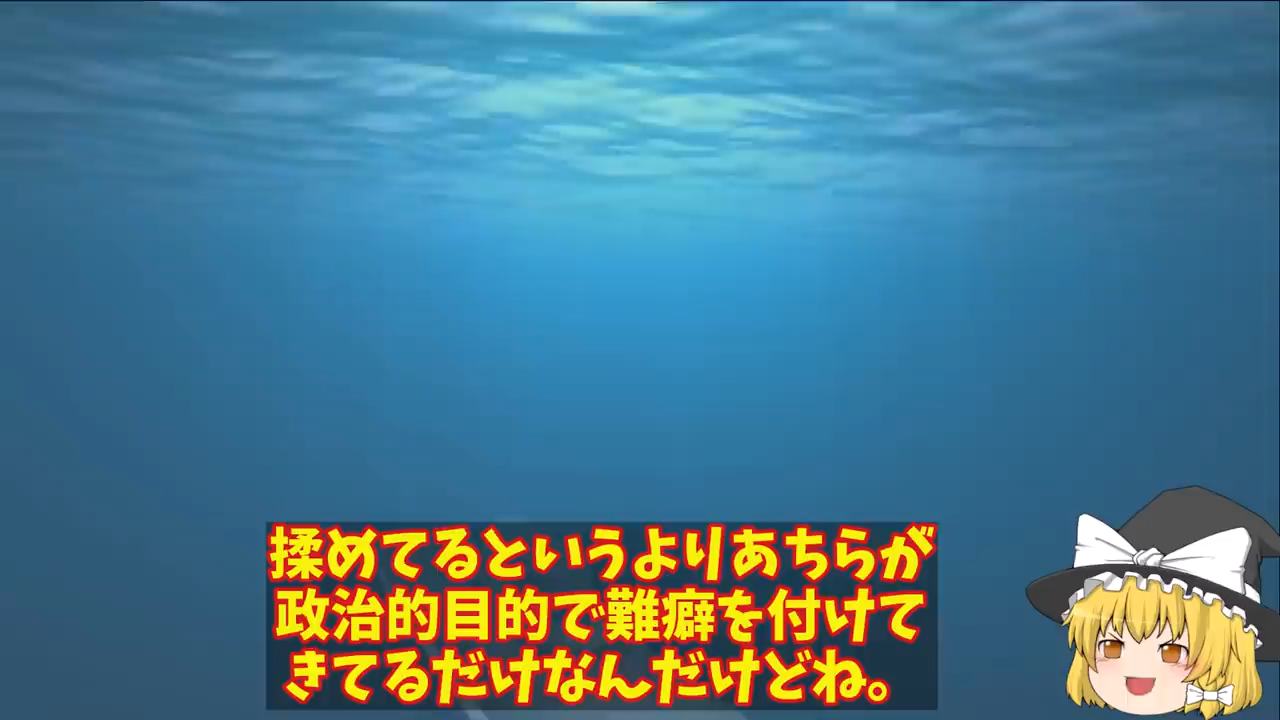 揉めてるというよりあちらが
政治的目的で難癖を付けて
きてるだけなんだけどね。